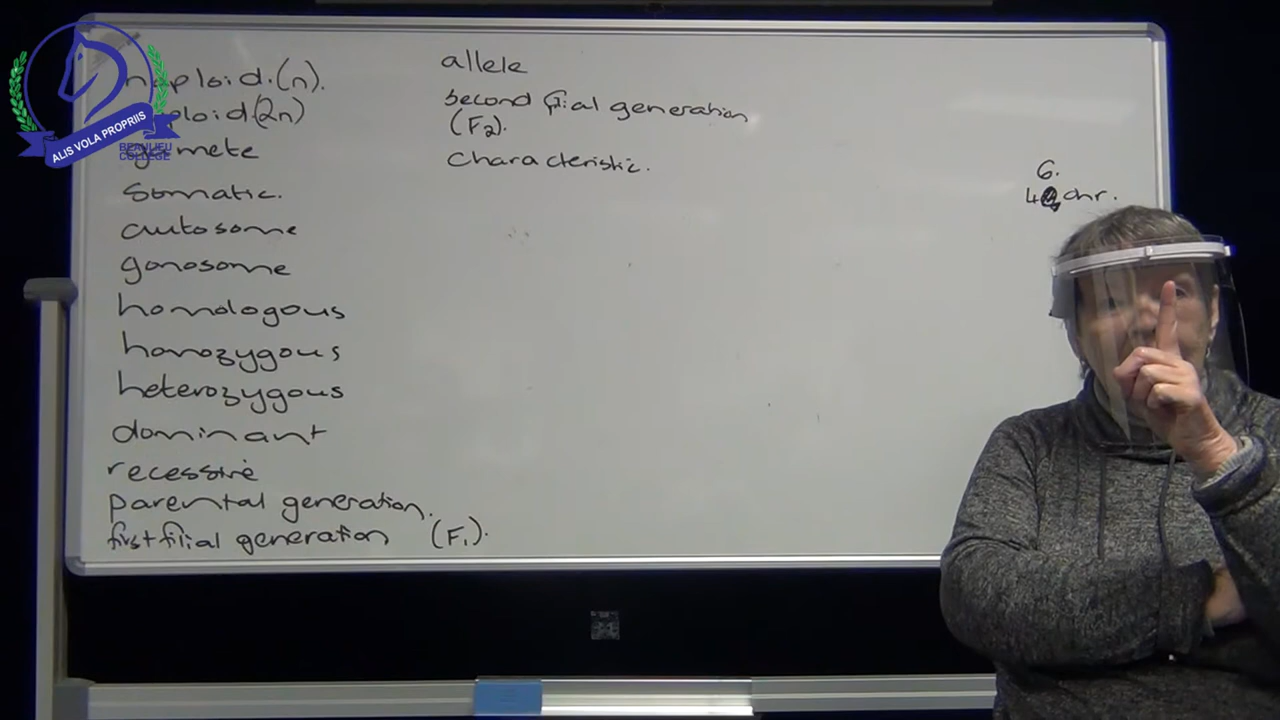 haploid.(n).
diploid.(2n)
gamete
Somatic.
autosome
gonosome
homologous
homozygous
heterozygous
dominant
recessive
parental generation.
first filial generation (F1).
allele
Second filial generation
(F2).
Characteristic.
6.
chr.
ALIS VOLA PROPRIIS
BEAULIEU
COLLEGE